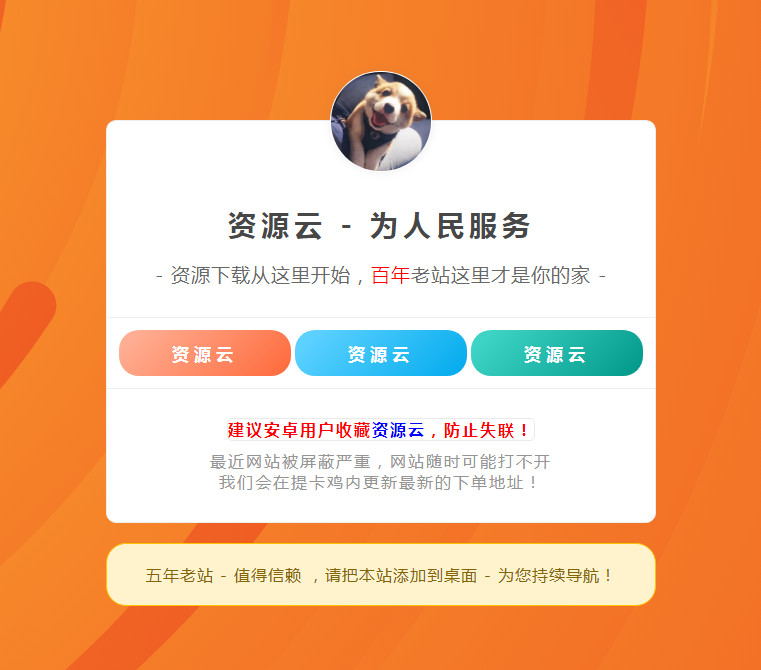 资源云 - 为人民服务
- 资源下载从这里开始，百年老站这里才是你的家 -
资源云 资源云 资源云
建议安卓用户收藏资源云，防止失联！
最近网站被屏蔽严重，网站随时可能打不开
我们会在提卡鸡内更新最新的下单地址！
五年老站 - 值得信赖 ，请把本站添加到桌面 - 为您持续导航！